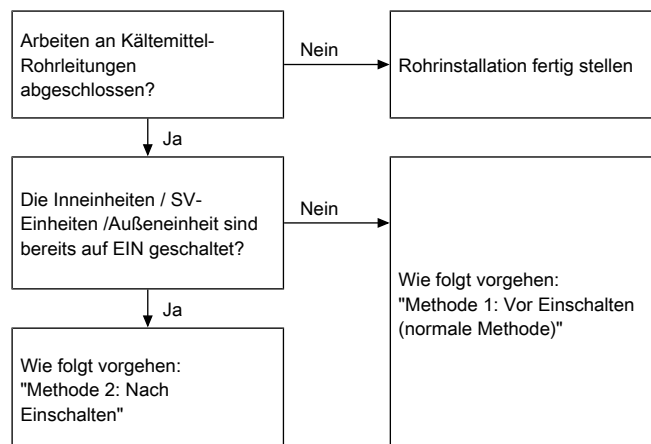 Arbeiten an Kältemittel-
Rohrleitungen
abgeschlossen?
Nein
Rohrinstallation fertig stellen
Ja
Die Inneinheiten / SV-
Einheiten /Außeneinheit sind
bereits auf EIN geschaltet?
Nein
Wie folgt vorgehen:
"Methode 1: Vor Einschalten
(normale Methode)"
Ja
Wie folgt vorgehen:
"Methode 2: Nach
Einschalten"